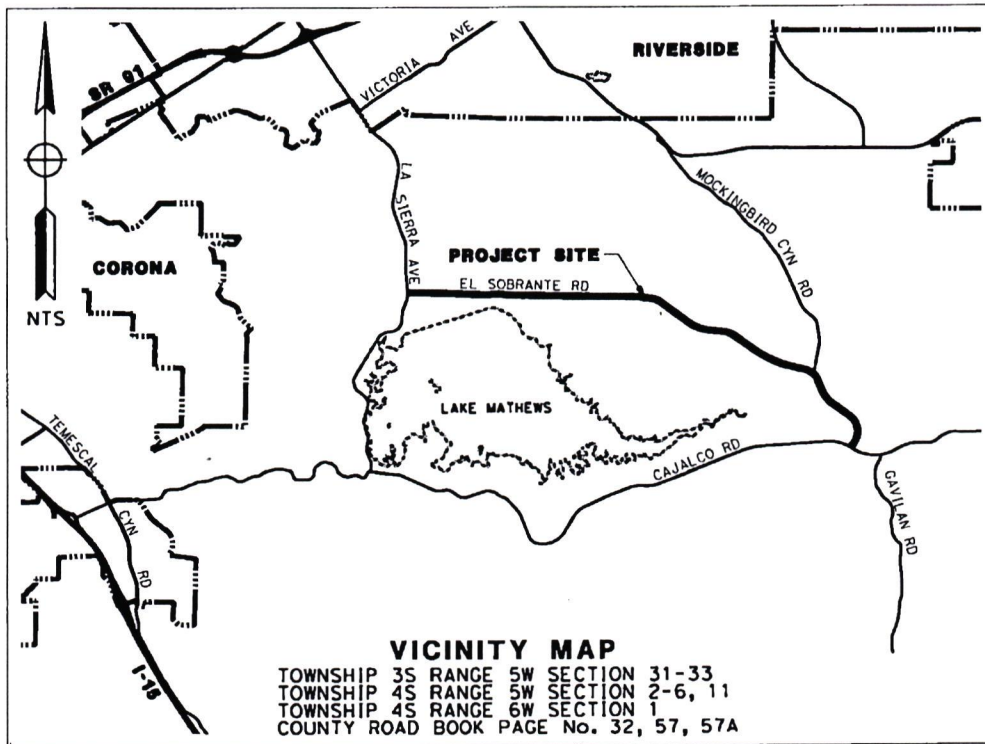 SR 91
VICTORIA AVE
RIVERSIDE
LA SIERRA AVE
MOCKINGBIRD CYN RD
NTS
CORONA
PROJECT SITE
EL SOBRANTE RD
LAKE MATHEWS
CAJALCO RD
GAVILAN RD
TEMESCAL CYN RD
I-15
VICINITY MAP
TOWNSHIP 3S RANGE 5W SECTION 31-33
TOWNSHIP 4S RANGE 5W SECTION 2-6, 11
TOWNSHIP 4S RANGE 6W SECTION 1
COUNTY ROAD BOOK PAGE No. 32, 57, 57A